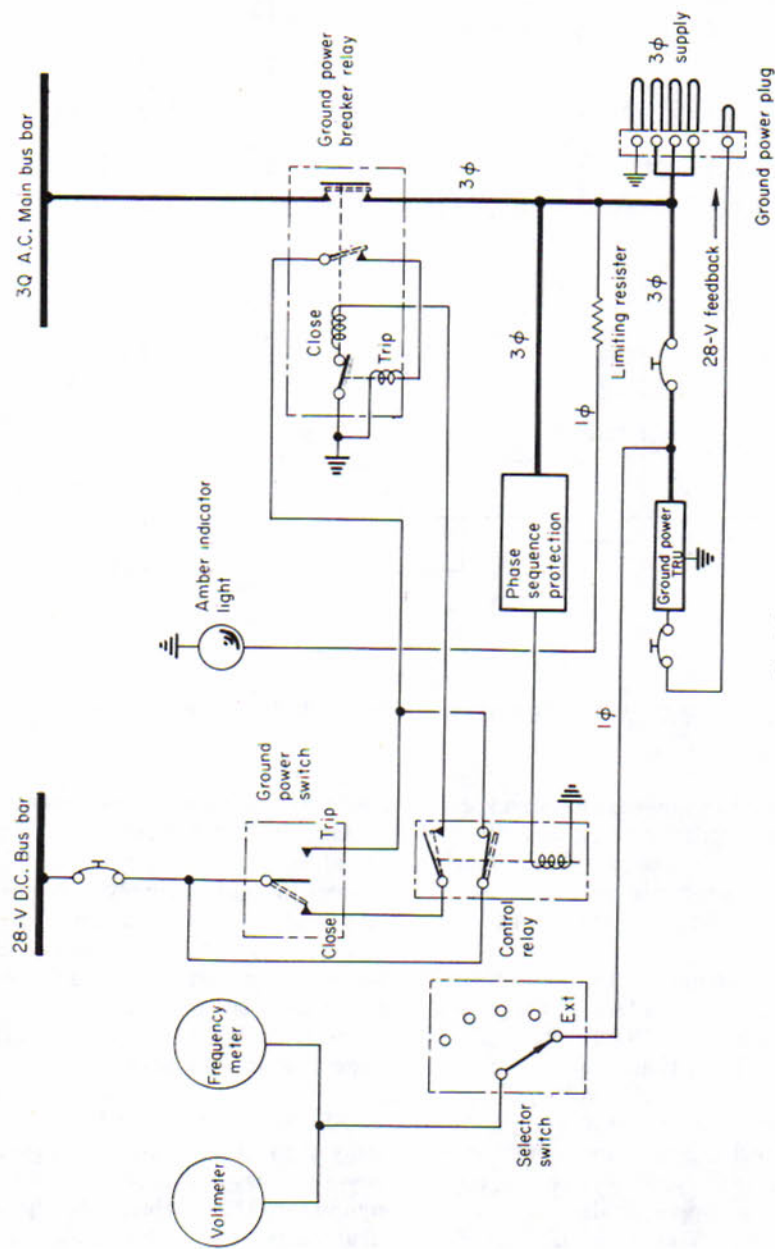 3Q A.C. Main bus bar
Ground power
breaker relay
Close
Trip
3ϕ
3ϕ
supply
Ground power plug
Amber indicator
light
Phase
sequence
protection
3ϕ
Limiting resister
1ϕ
3ϕ
28-V feedback
Ground power
TRU
1ϕ
28-V D.C. Bus bar
Ground power
switch
Trip
Close
Control
relay
Frequency
meter
Voltmeter
Selector
switch
Ext